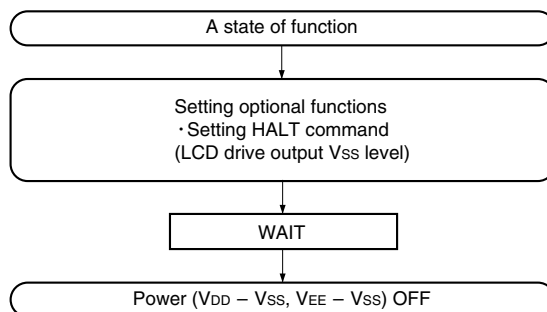 A state of function
Setting optional functions
・Setting HALT command
(LCD drive output VSS level)
WAIT
Power (VDD – VSS, VEE – VSS) OFF